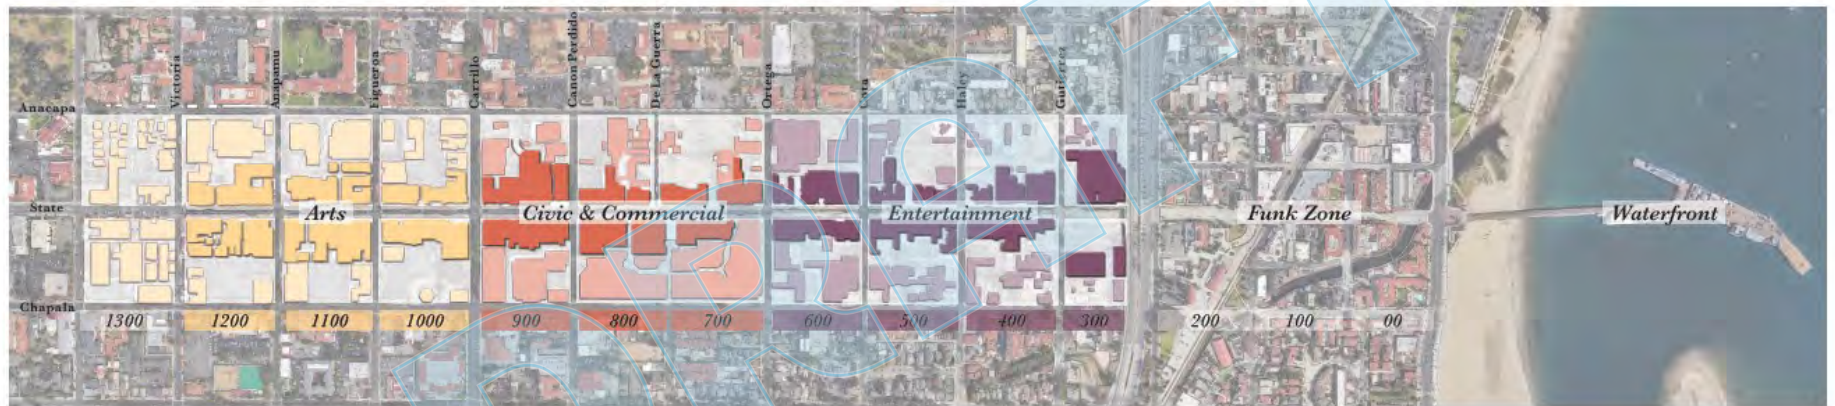 Anacapa
State
Chapala
Victoria
Anapamu
Figueroa
Carrillo
Canon Perdido
De La Guerra
Ortega
Cota
Haley
Gutierrez
Arts
Civic & Commercial
Entertainment
Funk Zone
Waterfront
1300
1200
1100
1000
900
800
700
600
500
400
300
200
100
00
DRAFT